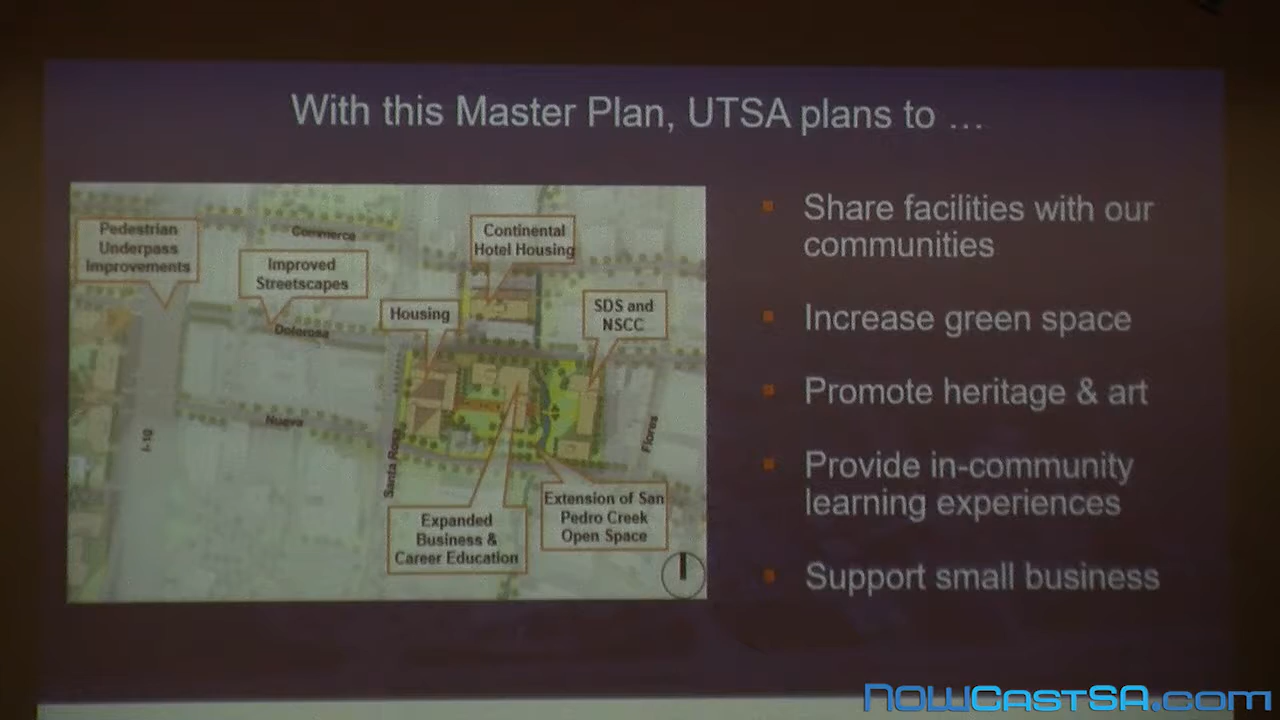 With this Master Plan, UTSA plans to ...
Pedestrian
Underpass
Improvements
Commerce
Improved
Streetscapes
Continental
Hotel Housing
Housing
SDS and
NSCC
Dolorosa
Nueva
I-10
Santa Rosa
Flores
Expanded
Business &
Career Education
Extension of San
Pedro Creek
Open Space
Share facilities with our
communities
Increase green space
Promote heritage & art
Provide in-community
learning experiences
Support small business
NOWCASTSA.com